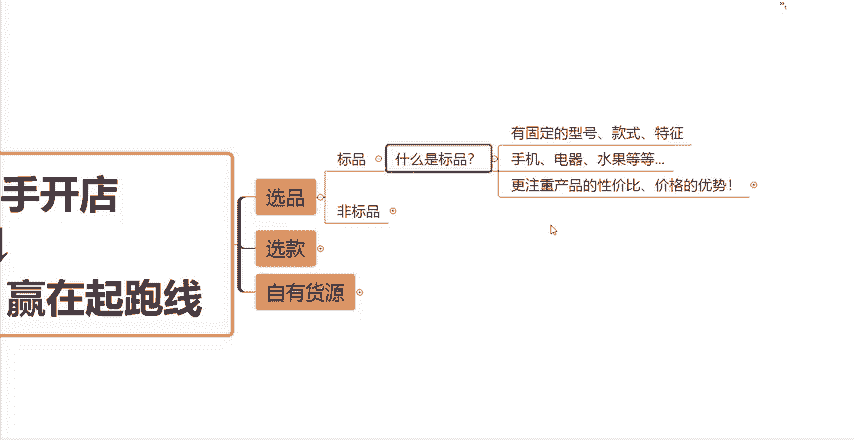 手开店
赢在起跑线
选品
标品
什么是标品?
有固定的型号、款式、特征
手机、电器、水果等等...
更注重产品的性价比、价格的优势!
非标品
选款
自有货源